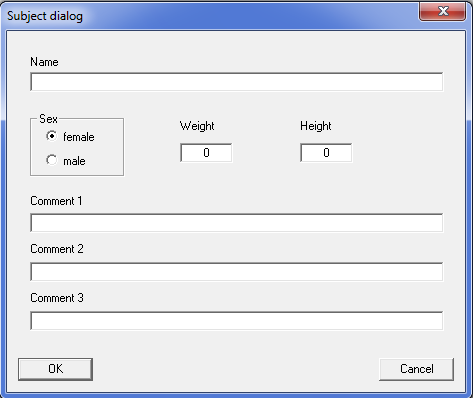 Subject dialog
Name
Sex
female
male
Weight
0
Height
0
Comment 1
Comment 2
Comment 3
OK
Cancel